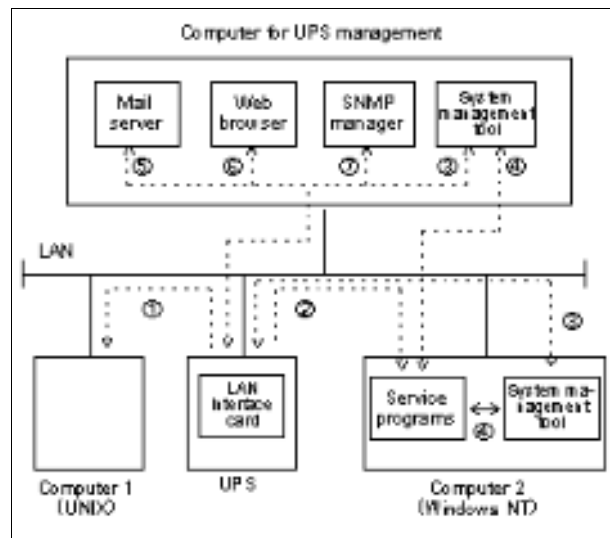 Computer for UPS management
Mail
server
Web
browser
SNMP
manager
System
management
tool
⑤
⑥
⑦
③
④
LAN
①
②
③
LAN
interface
card
Service
programs
④
System ma-
nagement
tool
Computer 1
(UNIX)
UPS
Computer 2
(Windows NT)